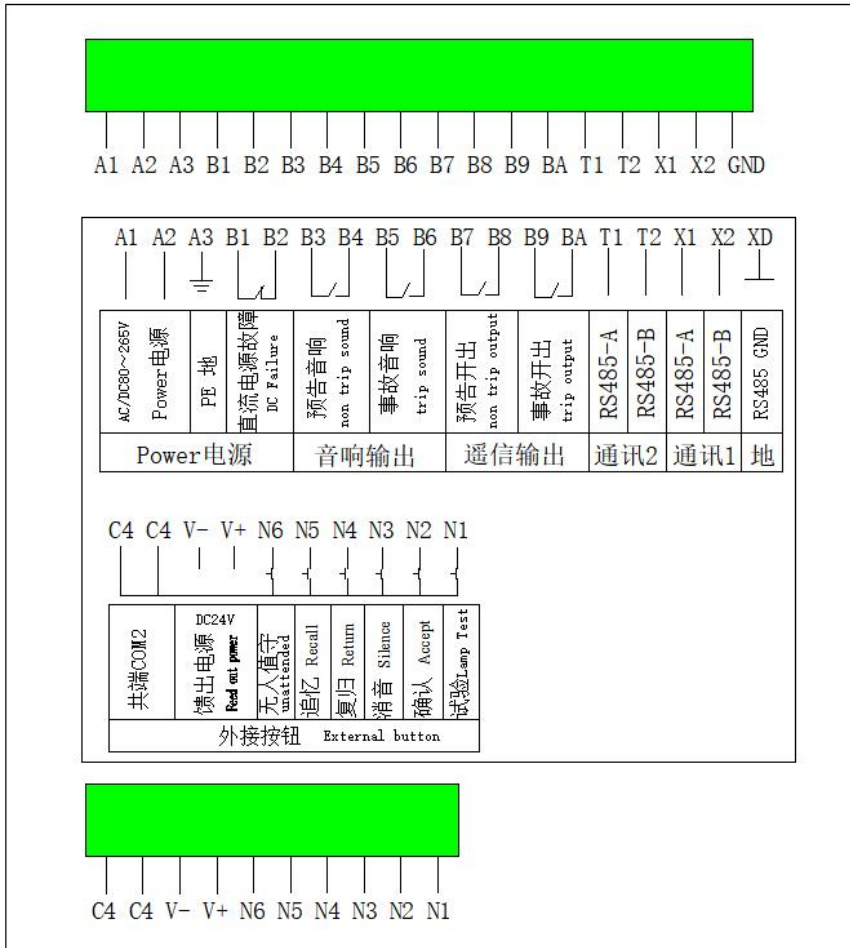 A1 A2 A3 B1 B2 B3 B4 B5 B6 B7 B8 B9 BA T1 T2 X1 X2 GND
A1 A2 A3 B1 B2 B3 B4 B5 B6 B7 B8 B9 BA T1 T2 X1 X2 XD
AC/DC80～265V
Power电源
PE 地
直流电源故障
DC Failure
预告音响
non trip sound
事故音响
trip sound
预告开出
non trip output
事故开出
trip output
RS485-A
RS485-B
RS485-A
RS485-B
RS485 GND
Power电源 音响输出 遥信输出 通讯2 通讯1 地
C4 C4 V- V+ N6 N5 N4 N3 N2 N1
共端COM2
DC24V
馈出电源
Feed out power
无人值守
unattended
追忆 Recall
复归 Return
消音 Silence
确认 Accept
试验Lamp Test
外接按钮 External button
C4 C4 V- V+ N6 N5 N4 N3 N2 N1